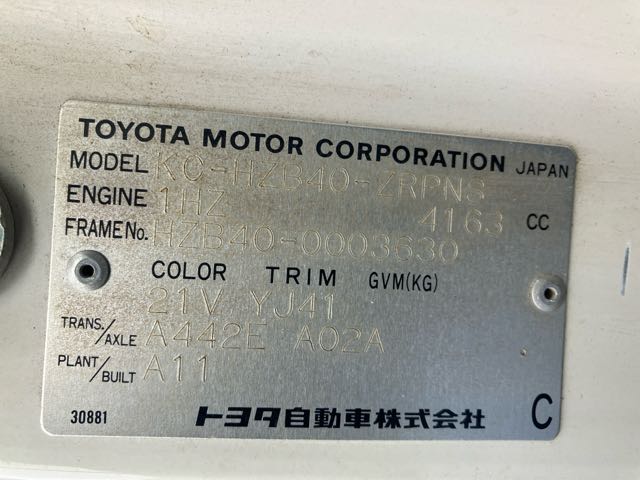 TOYOTA MOTOR CORPORATION JAPAN
MODEL KC-HZB40-ZRPNS
ENGINE 1HZ 4163 CC
FRAME No. HZB40-0003630
COLOR TRIM GVM(KG)
21V YJ41
TRANS./AXLE A442E A02A
PLANT/BUILT A11
30881 トヨタ自動車株式会社 C